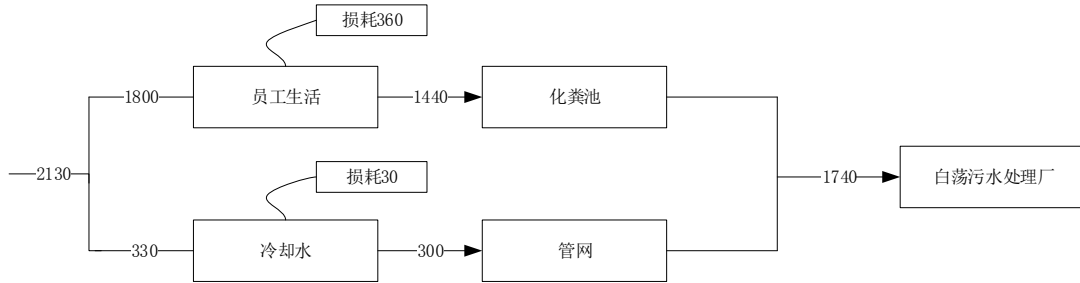 损耗360
1800
员工生活
1440
化粪池
2130
损耗30
1740
白荡污水处理厂
330
冷却水
300
管网